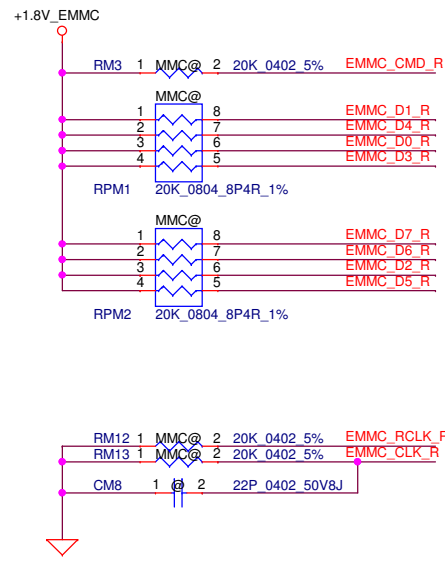 +1.8V_EMMC
RM3 1 MMC@ 2 20K_0402_5% EMMC_CMD_R
MMC@
1 8 EMMC_D1_R
2 7 EMMC_D4_R
3 6 EMMC_D0_R
4 5 EMMC_D3_R
RPM1 20K_0804_8P4R_1%
MMC@
1 8 EMMC_D7_R
2 7 EMMC_D6_R
3 6 EMMC_D2_R
4 5 EMMC_D5_R
RPM2 20K_0804_8P4R_1%
RM12 1 MMC@ 2 20K_0402_5% EMMC_RCLK_R
RM13 1 MMC@ 2 20K_0402_5% EMMC_CLK_R
CM8 1 @ 2 22P_0402_50V8J